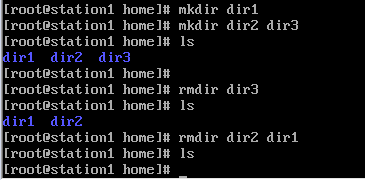 [root@station1 home]# mkdir dir1
[root@station1 home]# mkdir dir2 dir3
[root@station1 home]# ls
dir1  dir2  dir3
[root@station1 home]#
[root@station1 home]# rmdir dir3
[root@station1 home]# ls
dir1  dir2
[root@station1 home]# rmdir dir2 dir1
[root@station1 home]# ls
[root@station1 home]# _